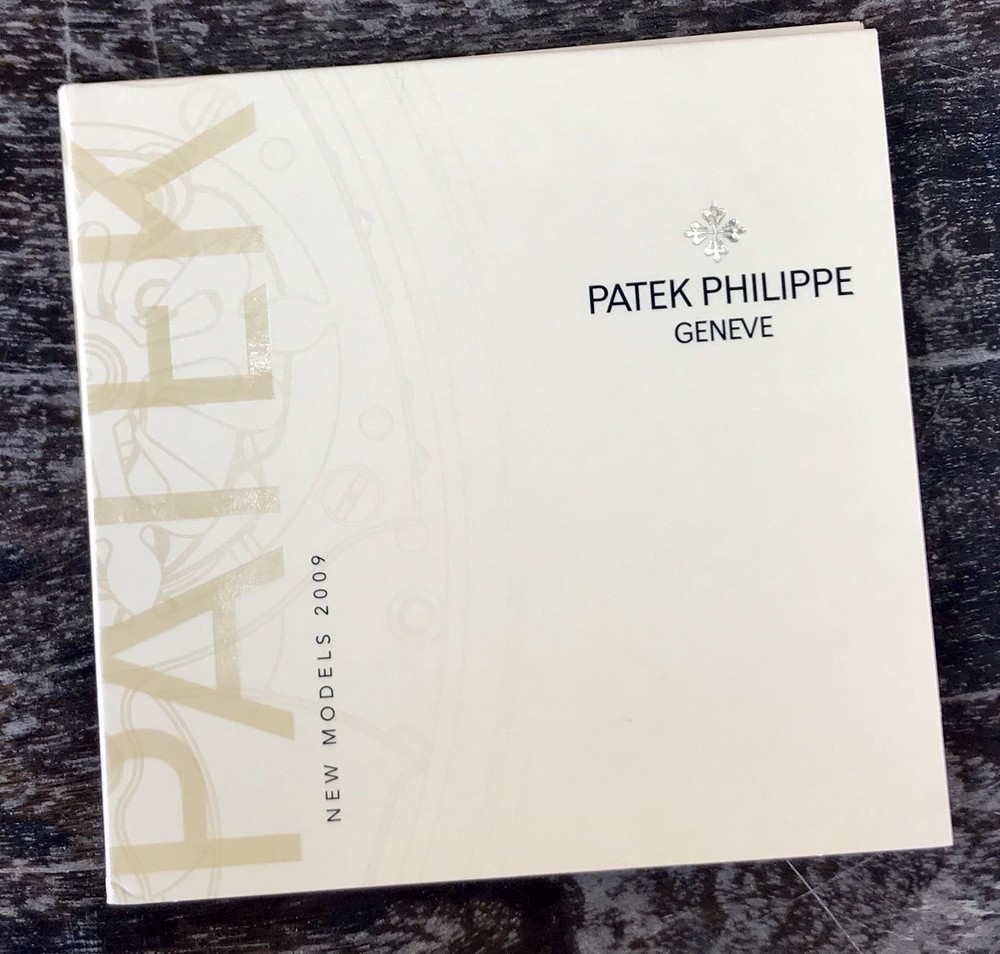 PATEK
PATEK PHILIPPE
GENEVE
NEW MODELS 2009